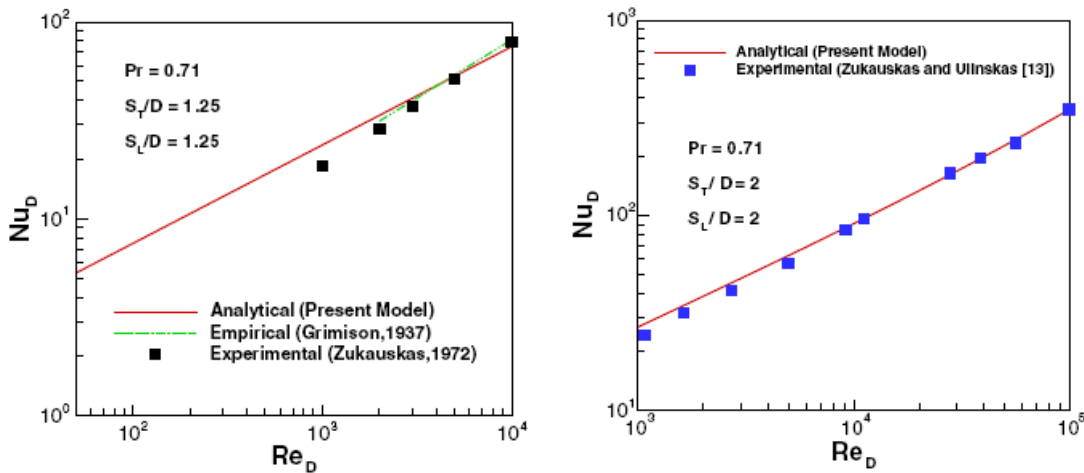 10²
Pr = 0.71
S_T/D = 1.25
S_L/D = 1.25
Nu_D
10¹
Analytical (Present Model)
Empirical (Grimison,1937)
Experimental (Zukauskas,1972)
10⁰
10²
10³
10⁴
Re_D
10³
Analytical (Present Model)
Experimental (Zukauskas and Ulinskas [13])
Pr = 0.71
S_T / D = 2
S_L / D = 2
Nu_D
10²
10¹
10³
10⁴
10⁵
Re_D